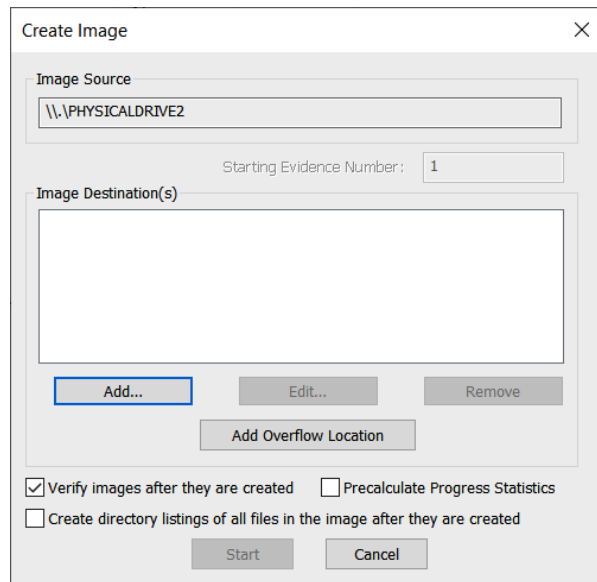 Create Image
Image Source
\\.\PHYSICALDRIVE2
Starting Evidence Number: 1
Image Destination(s)
Add... Edit... Remove
Add Overflow Location
Verify images after they are created Precalculate Progress Statistics
Create directory listings of all files in the image after they are created
Start Cancel